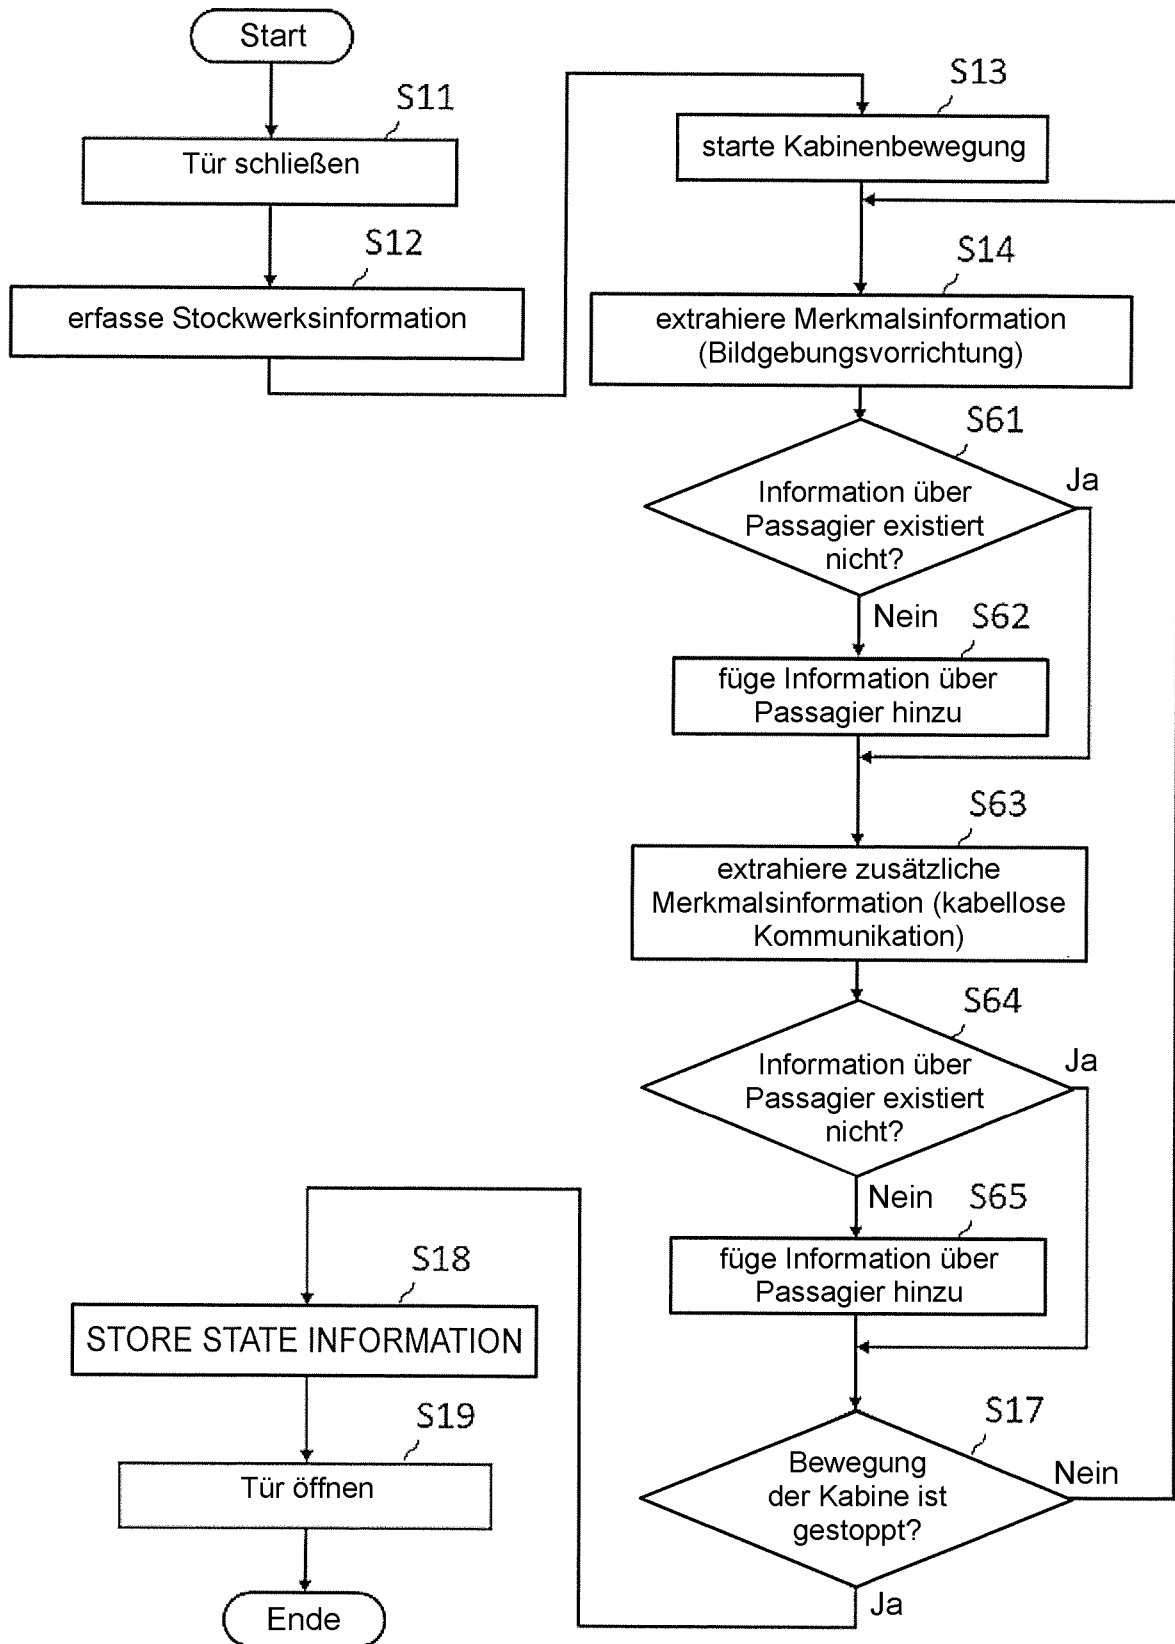 Start
S11
Tür schließen
S12
erfasse Stockwerksinformation
S13
starte Kabinenbewegung
S14
extrahiere Merkmalsinformation
(Bildgebungsvorrichtung)
S61
Information über
Passagier existiert
nicht?
Ja
Nein
S62
füge Information über
Passagier hinzu
S63
extrahiere zusätzliche
Merkmalsinformation (kabellose
Kommunikation)
S64
Information über
Passagier existiert
nicht?
Ja
Nein
S65
füge Information über
Passagier hinzu
S17
Bewegung
der Kabine ist
gestoppt?
Nein
Ja
S18
STORE STATE INFORMATION
S19
Tür öffnen
Ende